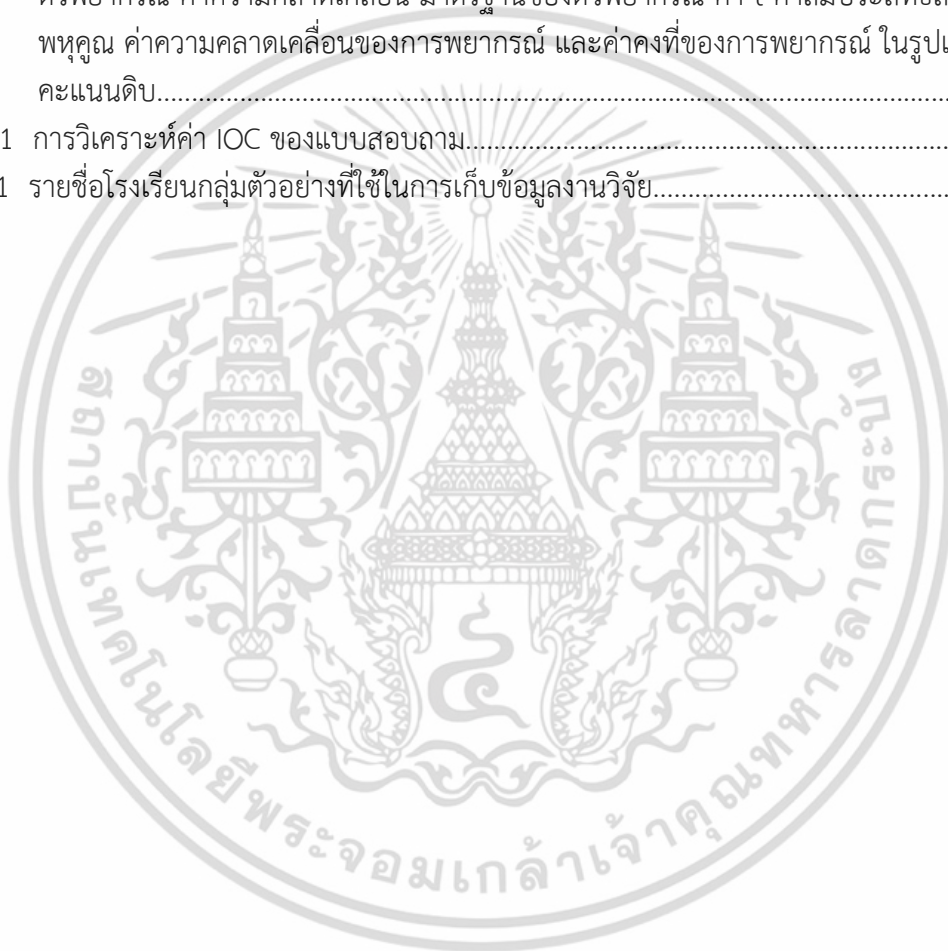 พหุคูณ ค่าความคลาดเคลื่อนของการพยากรณ์ และค่าคงที่ของการพยากรณ์ ในรูป
คะแนนดิบ..........................................................................................................
1 การวิเคราะห์ค่า IOC ของแบบสอบถาม................................................................
1 รายชื่อโรงเรียนกลุ่มตัวอย่างที่ใช้ในการเก็บข้อมูลงานวิจัย........................................
สถาบันเทคโนโลยีพระจอมเกล้าเจ้าคุณทหารลาดกระบัง
๔